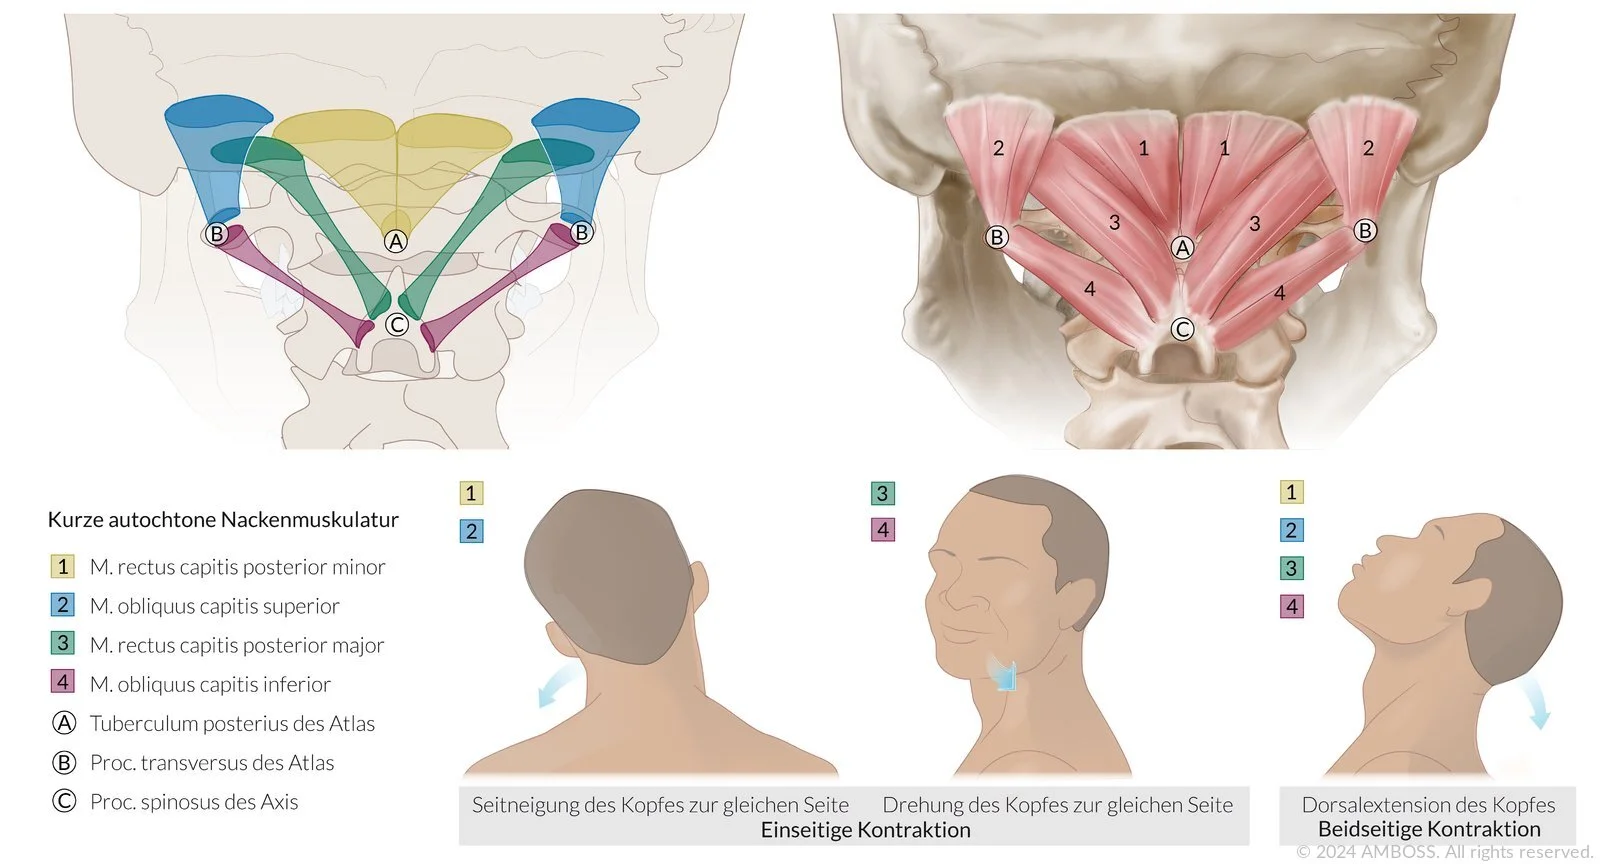 B
A
B
C
2
1
1
2
3
3
B
A
B
4
4
C
Kurze autochtone Nackenmuskulatur
1 M. rectus capitis posterior minor
2 M. obliquus capitis superior
3 M. rectus capitis posterior major
4 M. obliquus capitis inferior
A Tuberculum posterius des Atlas
B Proc. transversus des Atlas
C Proc. spinosus des Axis
1
2
Seitneigung des Kopfes zur gleichen Seite
3
4
Drehung des Kopfes zur gleichen Seite
Einseitige Kontraktion
1
2
3
4
Dorsalextension des Kopfes
Beidseitige Kontraktion
© 2024 AMBOSS. All rights reserved.